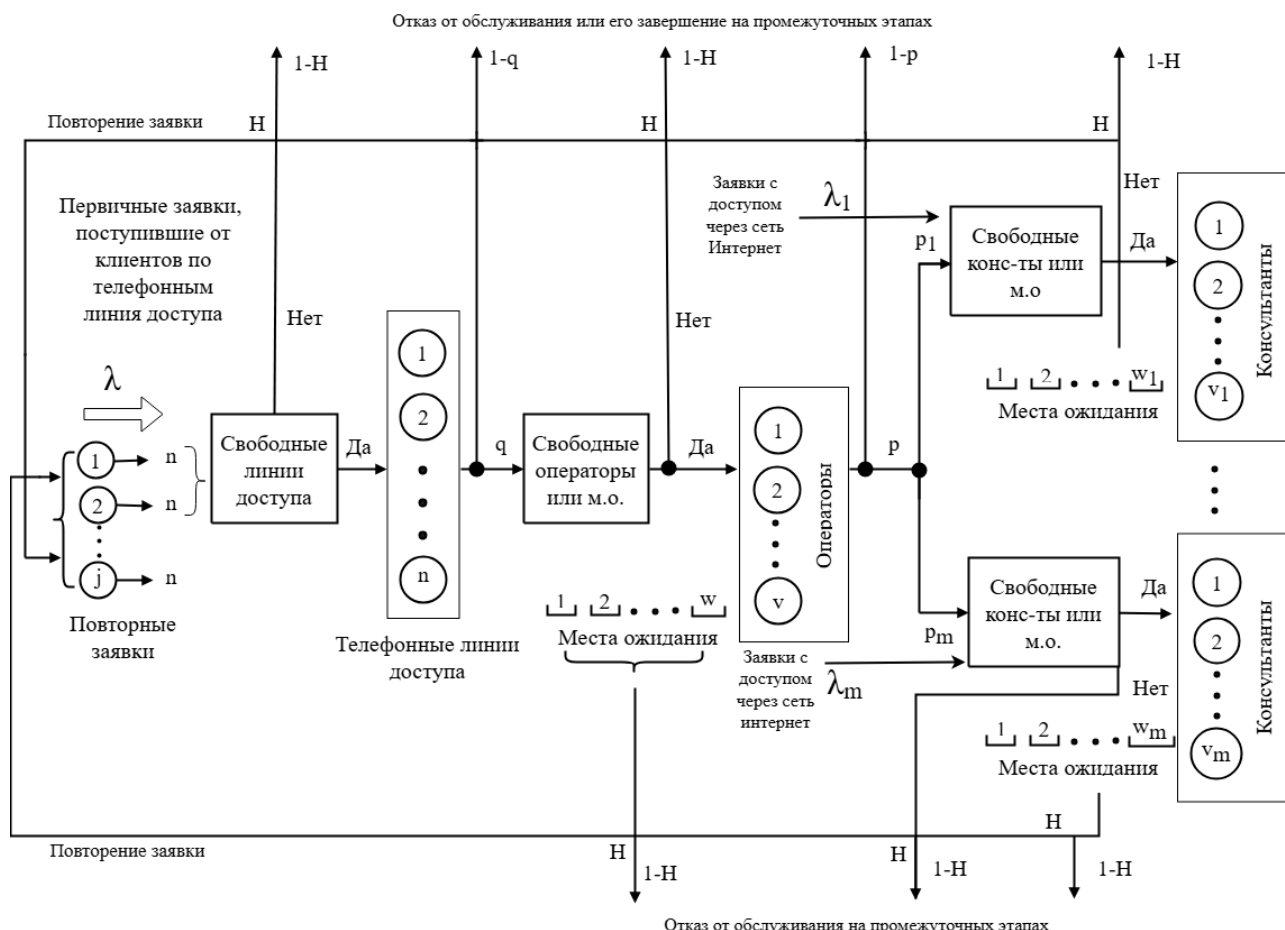 Отказ от обслуживания или его завершение на промежуточных этапах
1-H
1-q
1-H
1-p
1-H
Повторение заявки
H
H
H
Первичные заявки,
поступившие от
клиентов по
телефонным
линия доступа
λ
Заявки с
доступом
через сеть
Интернет
λ1
p1
Свободные
конс-ты или
м.о
Да
Нет
1
2
v1
Консультанты
1 2 w1
Места ожидания
Нет
Нет
1
2
j
n
n
n
Повторные
заявки
Свободные
линии
доступа
Да
1
2
n
Телефонные линии
доступа
q
Свободные
операторы
или м.о.
Да
1
2
v
Операторы
p
1 2 w
Места ожидания
Заявки с
доступом
через сеть
интернет
λm
pm
Свободные
конс-ты или
м.о.
Да
Нет
1
2
vm
Консультанты
1 2 wm
Места ожидания
Повторение заявки
H
1-H
H
1-H
H
1-H
Отказ от обслуживания на промежуточных этапах